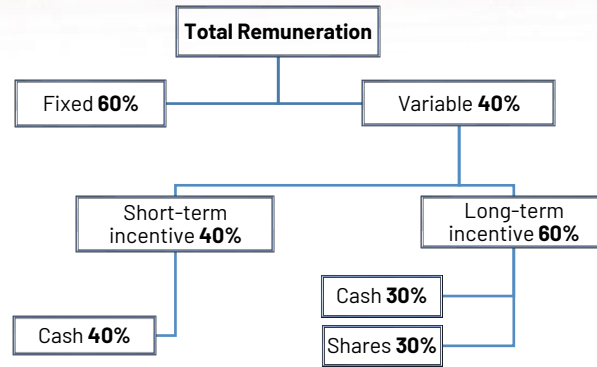 Total Remuneration
Fixed 60%
Variable 40%
Short-term
incentive 40%
Long-term
incentive 60%
Cash 40%
Cash 30%
Shares 30%